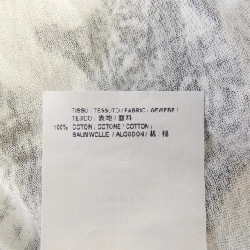 TISSU / TESSUTO / FABRIC / GEWEBE /
TEJIDO / 表地 / 面料
100% COTON / COTONE / COTTON /
BAUMWOLLE / ALGODON / 綿 / 棉